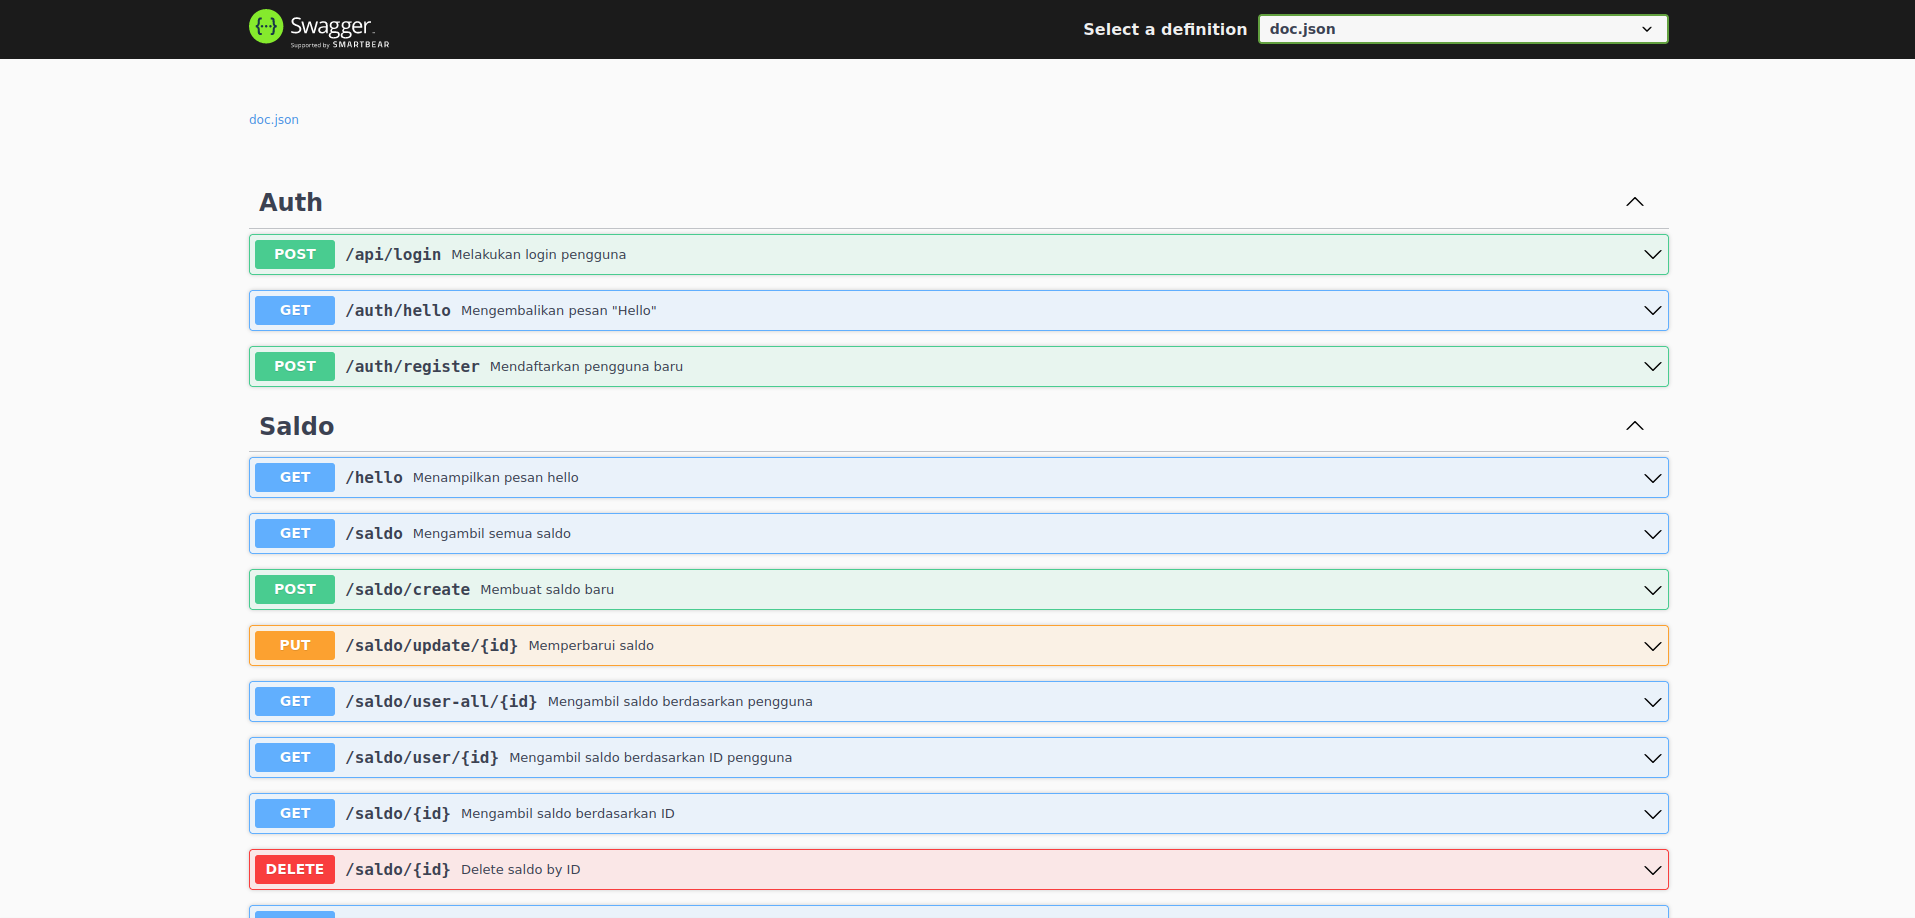 Swagger
Supported by SMARTBEAR
Select a definition
doc.json
doc.json
Auth
POST /api/login Melakukan login pengguna
GET /auth/hello Mengembalikan pesan "Hello"
POST /auth/register Mendaftarkan pengguna baru
Saldo
GET /hello Menampilkan pesan hello
GET /saldo Mengambil semua saldo
POST /saldo/create Membuat saldo baru
PUT /saldo/update/{id} Memperbarui saldo
GET /saldo/user-all/{id} Mengambil saldo berdasarkan pengguna
GET /saldo/user/{id} Mengambil saldo berdasarkan ID pengguna
GET /saldo/{id} Mengambil saldo berdasarkan ID
DELETE /saldo/{id} Delete saldo by ID